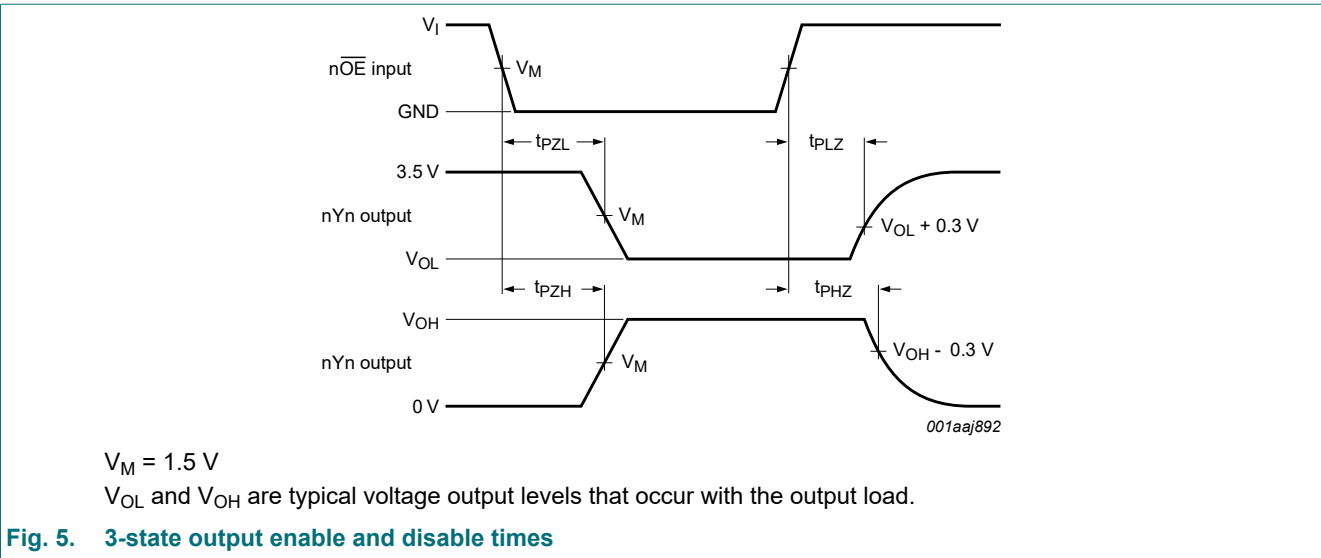 VI
nOE input
VM
GND
tPZL
tPLZ
3.5 V
nYn output
VM
VOL + 0.3 V
VOL
tPZH
tPHZ
VOH
nYn output
VM
VOH - 0.3 V
0 V
001aaj892
VM = 1.5 V
VOL and VOH are typical voltage output levels that occur with the output load.
Fig. 5. 3-state output enable and disable times